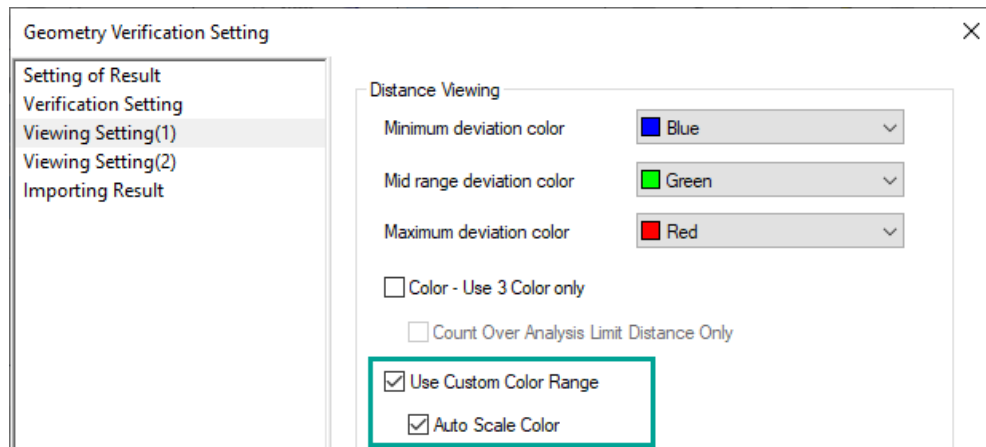 Geometry Verification Setting
Setting of Result
Verification Setting
Viewing Setting(1)
Viewing Setting(2)
Importing Result
Distance Viewing
Minimum deviation color Blue
Mid range deviation color Green
Maximum deviation color Red
Color - Use 3 Color only
Count Over Analysis Limit Distance Only
Use Custom Color Range
Auto Scale Color